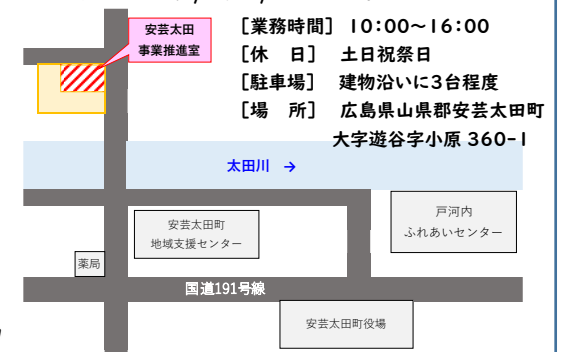 安芸太田
事業推進室
［業務時間］ 10:00～16:00
［休　日］ 土日祝祭日
［駐車場］ 建物沿いに3台程度
［場　所］ 広島県山県郡安芸太田町
大字遊谷字小原 360-1
太田川 →
安芸太田町
地域支援センター
戸河内
ふれあいセンター
薬局
国道191号線
安芸太田町役場